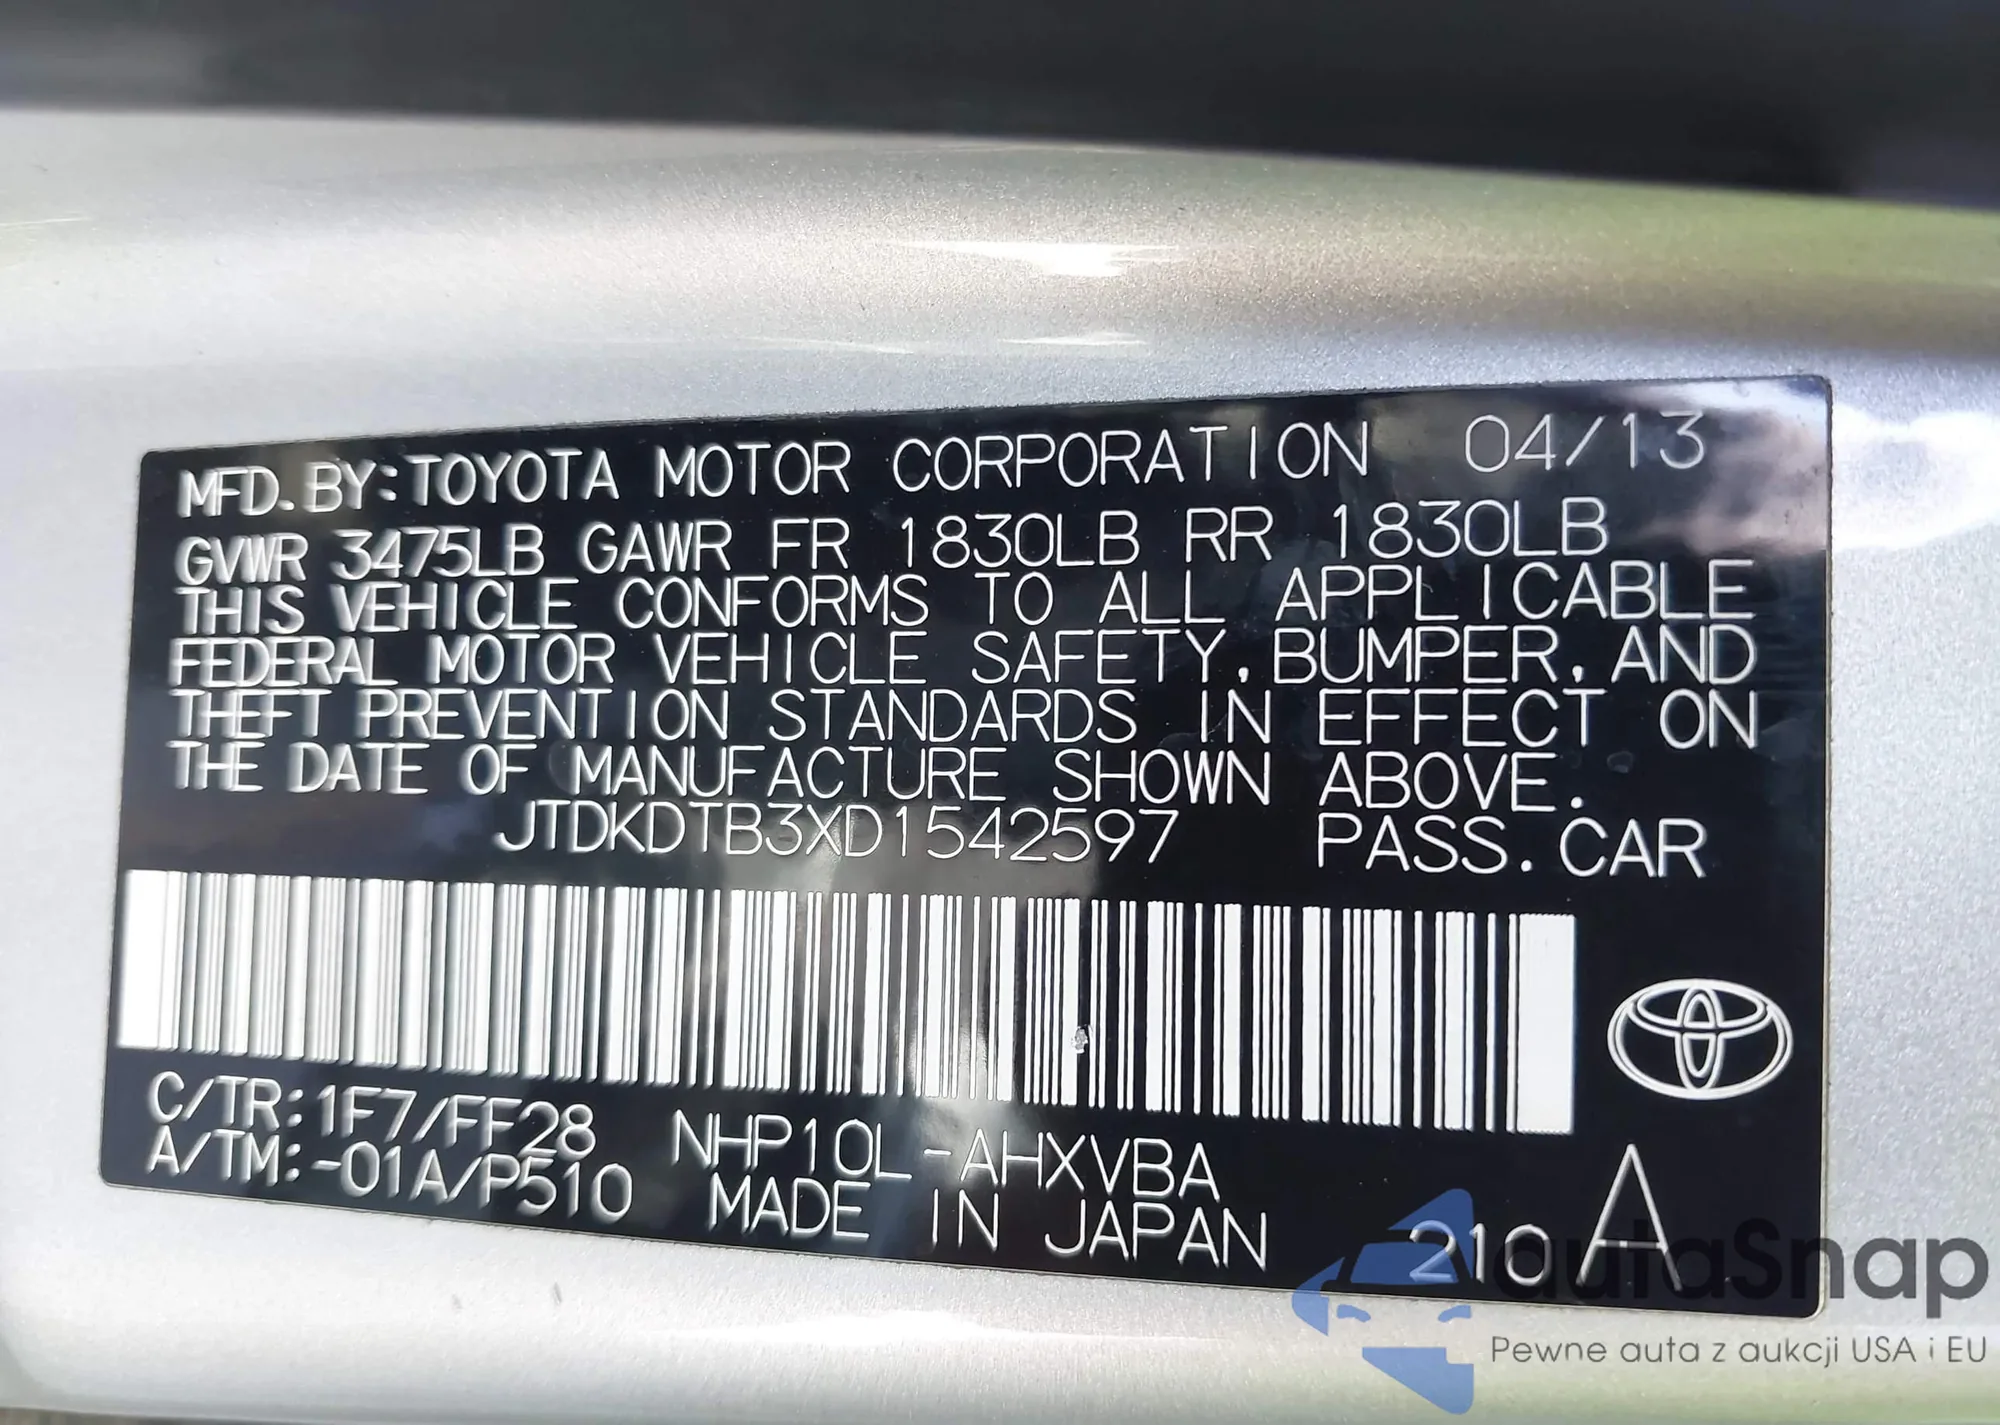 MFD. BY: TOYOTA MOTOR CORPORATION 04/13
GVWR 3475LB GAWR FR 1830LB RR 1830LB
THIS VEHICLE CONFORMS TO ALL APPLICABLE
FEDERAL MOTOR VEHICLE SAFETY, BUMPER, AND
THEFT PREVENTION STANDARDS IN EFFECT ON
THE DATE OF MANUFACTURE SHOWN ABOVE.
JTDKDTB3XD1542597 PASS. CAR
C/TR: 1F7/FF28 NHP10L-AHXVBA
A/TM: -01A/P510 MADE IN JAPAN 210 A
autaSnap
Pewne auta z aukcji USA i EU